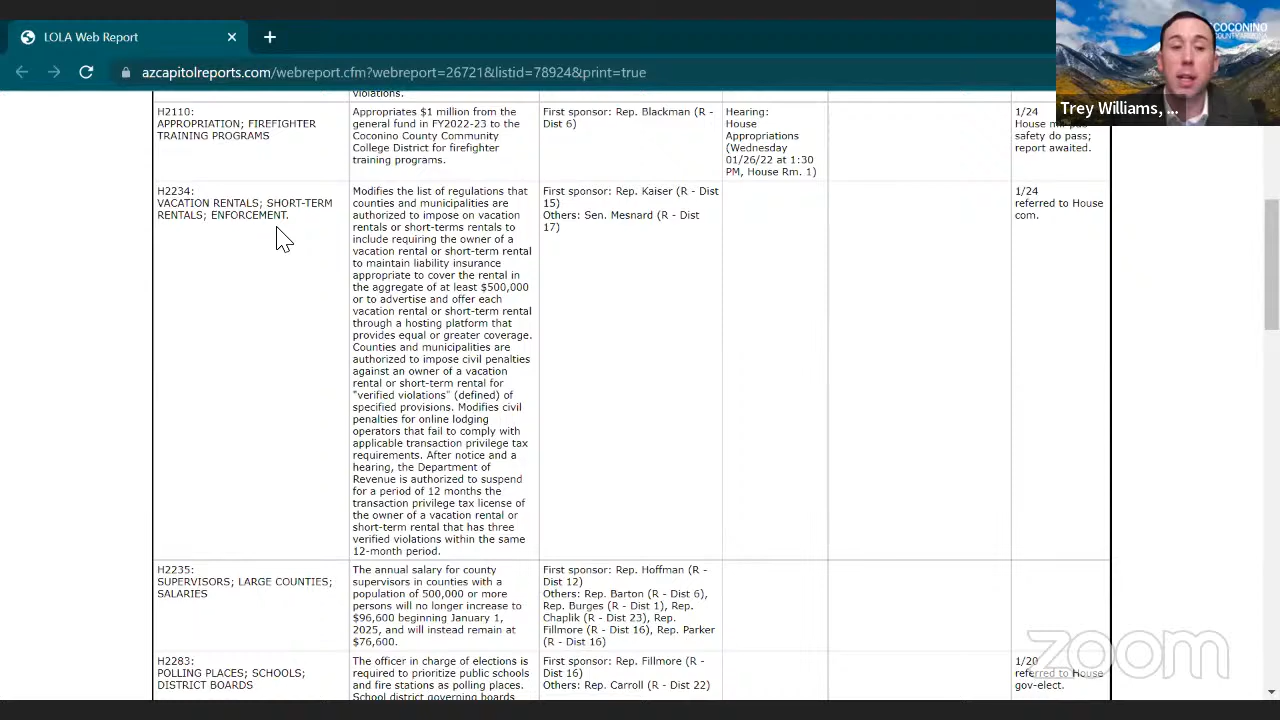 LOLA Web Report
azcapitolreports.com/webreport.cfm?webreport=26721&listid=78924&print=true
COCONINO
COUNTY ARIZONA
Trey Williams, ...
violations.
H2110:
APPROPRIATION; FIREFIGHTER
TRAINING PROGRAMS
Appropriates $1 million from the
general fund in FY2022-23 to the
Coconino County Community
College District for firefighter
training programs.
First sponsor: Rep. Blackman (R -
Dist 6)
Hearing:
House
Appropriations
(Wednesday
01/26/22 at 1:30
PM, House Rm. 1)
1/24
House
safety do pass;
report awaited.
H2234:
VACATION RENTALS; SHORT-TERM
RENTALS; ENFORCEMENT.
Modifies the list of regulations that
counties and municipalities are
authorized to impose on vacation
rentals or short-terms rentals to
include requiring the owner of a
vacation rental or short-term rental
to maintain liability insurance
appropriate to cover the rental in
the aggregate of at least $500,000
or to advertise and offer each
vacation rental or short-term rental
through a hosting platform that
provides equal or greater coverage.
Counties and municipalities are
authorized to impose civil penalties
against an owner of a vacation
rental or short-term rental for
"verified violations" (defined) of
specified provisions. Modifies civil
penalties for online lodging
operators that fail to comply with
applicable transaction privilege tax
requirements. After notice and a
hearing, the Department of
Revenue is authorized to suspend
for a period of 12 months the
transaction privilege tax license of
the owner of a vacation rental or
short-term rental that has three
verified violations within the same
12-month period.
First sponsor: Rep. Kaiser (R - Dist
15)
Others: Sen. Mesnard (R - Dist
17)
1/24
referred to House
com.
H2235:
SUPERVISORS; LARGE COUNTIES;
SALARIES
The annual salary for county
supervisors in counties with a
population of 500,000 or more
persons will no longer increase to
$96,600 beginning January 1,
2025, and will instead remain at
$76,600.
First sponsor: Rep. Hoffman (R -
Dist 12)
Others: Rep. Barton (R - Dist 6),
Rep. Burges (R - Dist 1), Rep.
Chaplik (R - Dist 23), Rep.
Fillmore (R - Dist 16), Rep. Parker
(R - Dist 16)
H2283:
POLLING PLACES; SCHOOLS;
DISTRICT BOARDS
The officer in charge of elections is
required to prioritize public schools
and fire stations as polling places.
School district governing boards
First sponsor: Rep. Fillmore (R -
Dist 16)
Others: Rep. Carroll (R - Dist 22)
1/20
referred to House
gov-elect.
zoom